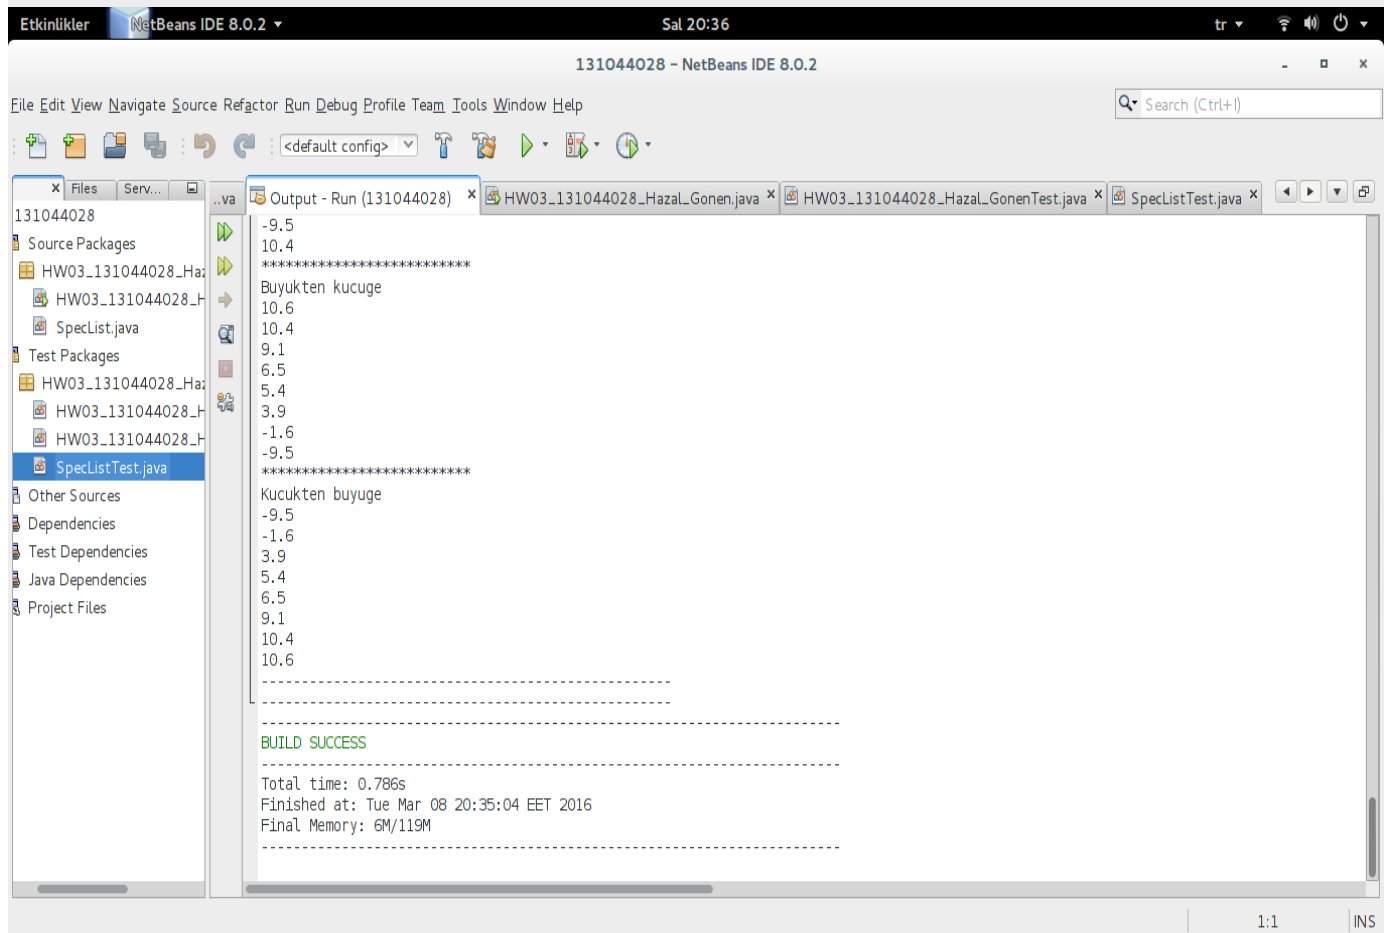 Etkinlikler NetBeans IDE 8.0.2 Sal 20:36 tr
131044028 - NetBeans IDE 8.0.2
File Edit View Navigate Source Refactor Run Debug Profile Team Tools Window Help
Search (Ctrl+I)
<default config>
Files Serv...
..va Output - Run (131044028) HW03_131044028_Hazal_Gonen.java HW03_131044028_Hazal_GonenTest.java SpecListTest.java
131044028
Source Packages
HW03_131044028_Haz
HW03_131044028_H
SpecList.java
Test Packages
HW03_131044028_Haz
HW03_131044028_H
HW03_131044028_H
SpecListTest.java
Other Sources
Dependencies
Test Dependencies
Java Dependencies
Project Files
-9.5
10.4
**************************
Buyukten kucuge
10.6
10.4
9.1
6.5
5.4
3.9
-1.6
-9.5
**************************
Kucukten buyuge
-9.5
-1.6
3.9
5.4
6.5
9.1
10.4
10.6
---------------------------------------------------
---------------------------------------------------
------------------------------------------------------------------------
BUILD SUCCESS
------------------------------------------------------------------------
Total time: 0.786s
Finished at: Tue Mar 08 20:35:04 EET 2016
Final Memory: 6M/119M
------------------------------------------------------------------------
1:1 INS